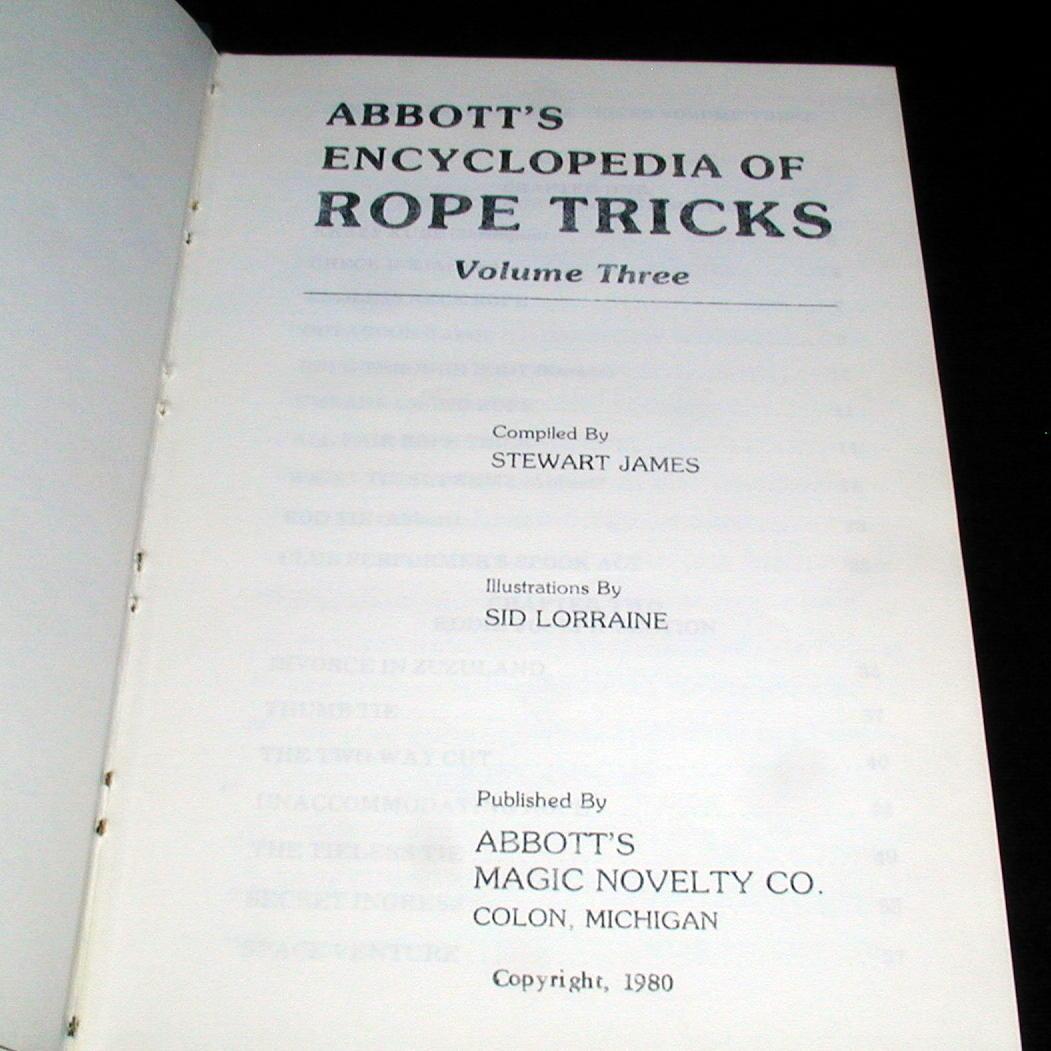 ABBOTT'S
ENCYCLOPEDIA OF
ROPE TRICKS
Volume Three
Compiled By
STEWART JAMES
Illustrations By
SID LORRAINE
Published By
ABBOTT'S
MAGIC NOVELTY CO.
COLON, MICHIGAN
Copyright, 1980